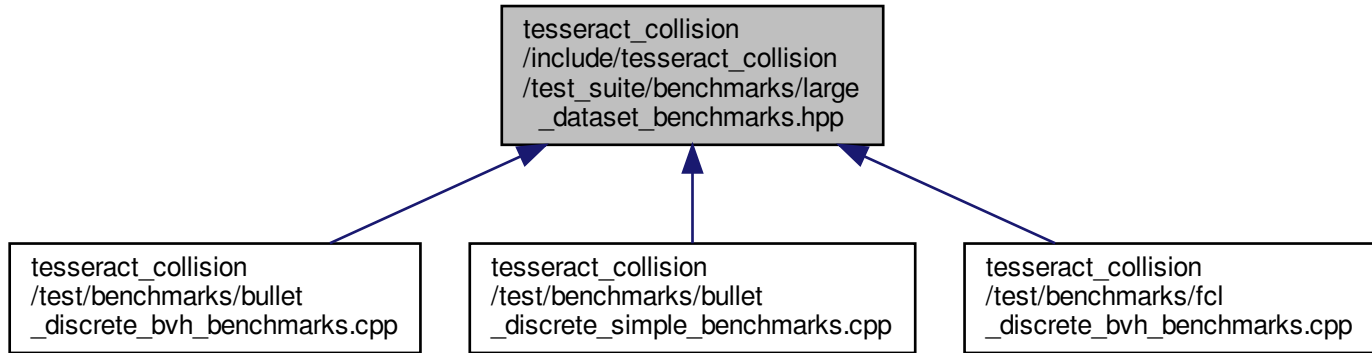 tesseract_collision
/include/tesseract_collision
/test_suite/benchmarks/large
_dataset_benchmarks.hpp
tesseract_collision
/test/benchmarks/bullet
_discrete_bvh_benchmarks.cpp
tesseract_collision
/test/benchmarks/bullet
_discrete_simple_benchmarks.cpp
tesseract_collision
/test/benchmarks/fcl
_discrete_bvh_benchmarks.cpp